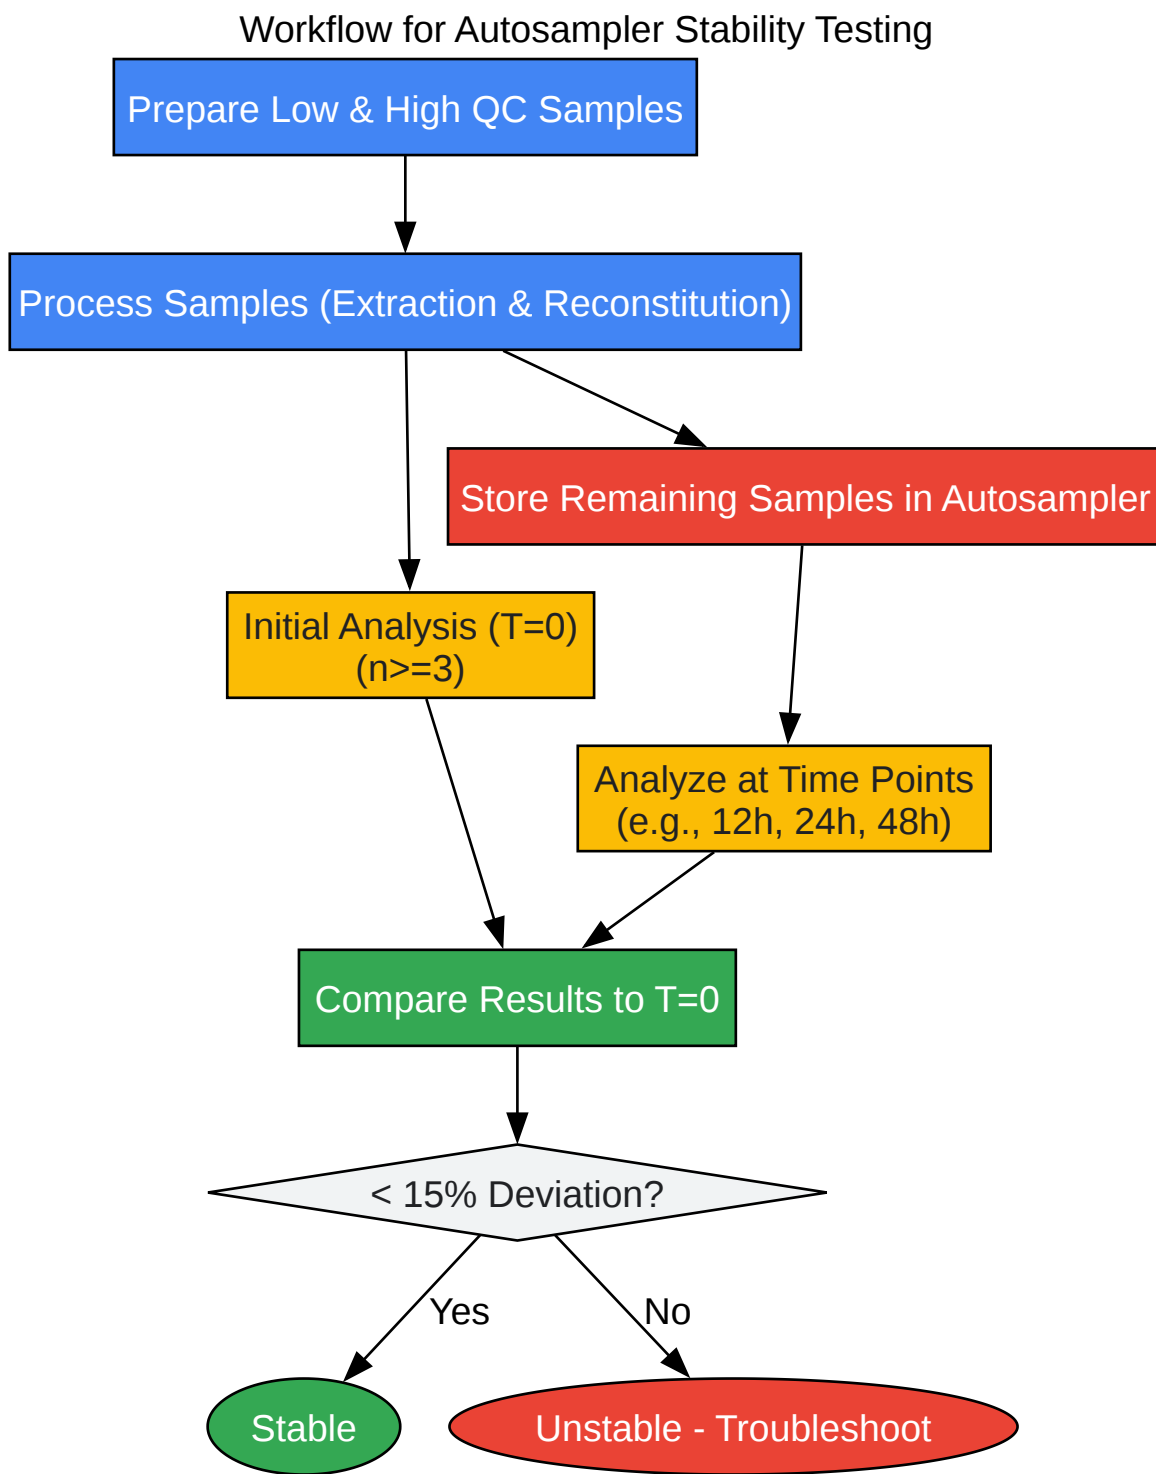 Workflow for Autosampler Stability Testing
Prepare Low & High QC Samples
Process Samples (Extraction & Reconstitution)
Store Remaining Samples in Autosampler
Initial Analysis (T=0)
(n>=3)
Analyze at Time Points
(e.g., 12h, 24h, 48h)
Compare Results to T=0
< 15% Deviation?
Yes
No
Stable
Unstable - Troubleshoot